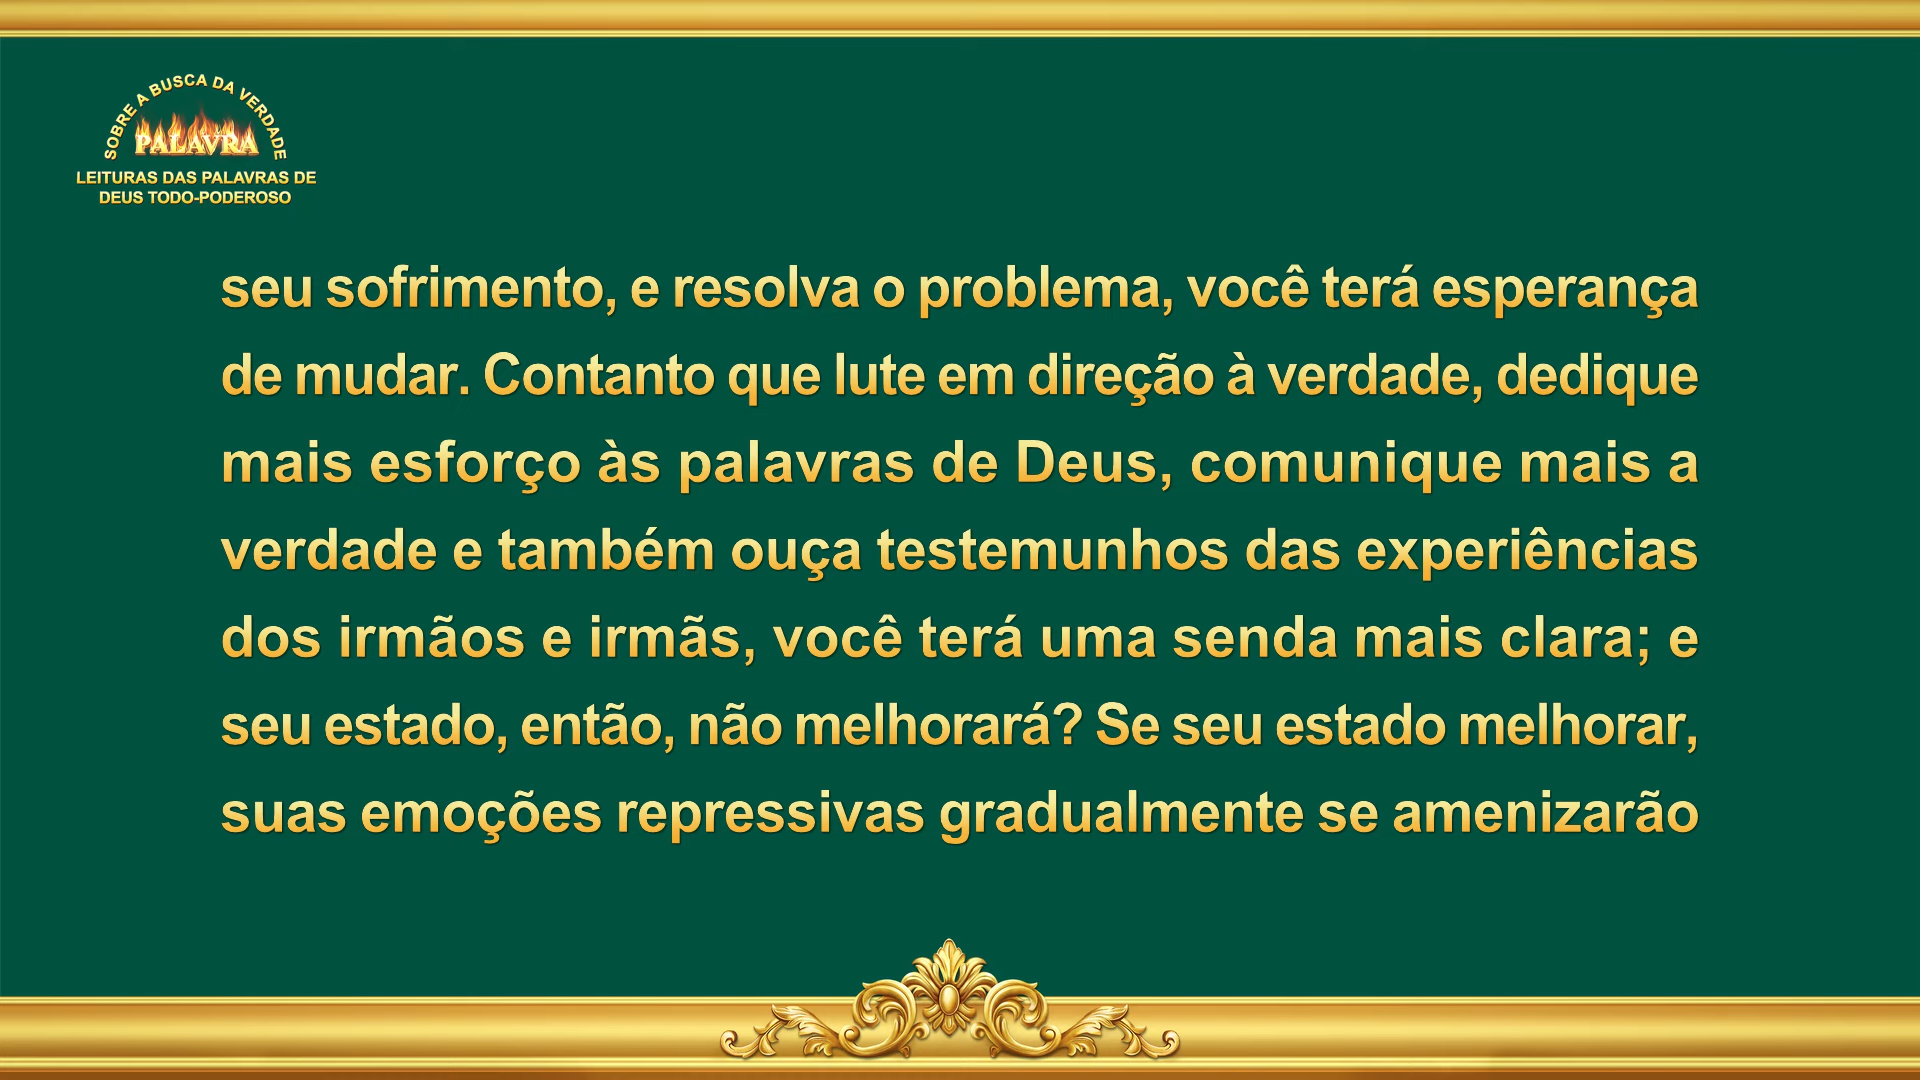 SOBRE A BUSCA DA VERDADE
PALAVRA
LEITURAS DAS PALAVRAS DE
DEUS TODO-PODEROSO
seu sofrimento, e resolva o problema, você terá esperança
de mudar. Contanto que lute em direção à verdade, dedique
mais esforço às palavras de Deus, comunique mais a
verdade e também ouça testemunhos das experiências
dos irmãos e irmãs, você terá uma senda mais clara; e
seu estado, então, não melhorará? Se seu estado melhorar,
suas emoções repressivas gradualmente se amenizarão